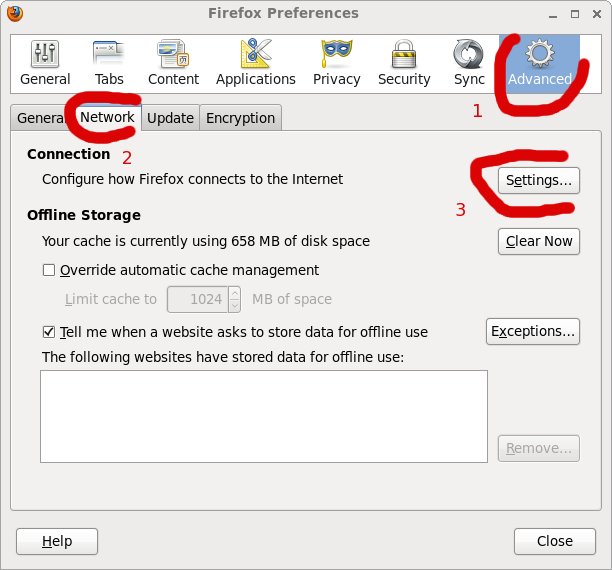 Firefox Preferences
General Tabs Content Applications Privacy Security Sync Advanced
1
General Network Update Encryption
2
Connection
Configure how Firefox connects to the Internet
Settings...
3
Offline Storage
Your cache is currently using 658 MB of disk space
Clear Now
Override automatic cache management
Limit cache to 1024 MB of space
Tell me when a website asks to store data for offline use
Exceptions...
The following websites have stored data for offline use:
Remove...
Help
Close